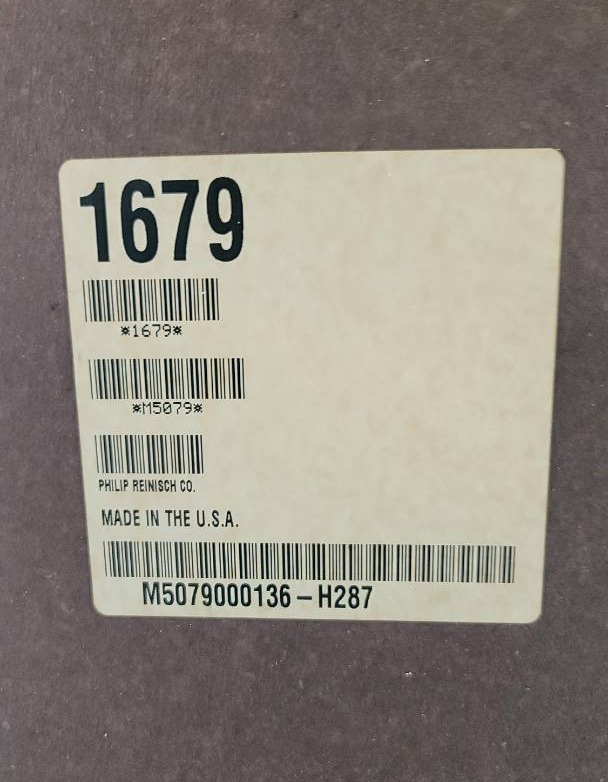 1679
*1679*
*M5079*
PHILIP REINISCH CO.
MADE IN THE U.S.A.
M5079000136-H287